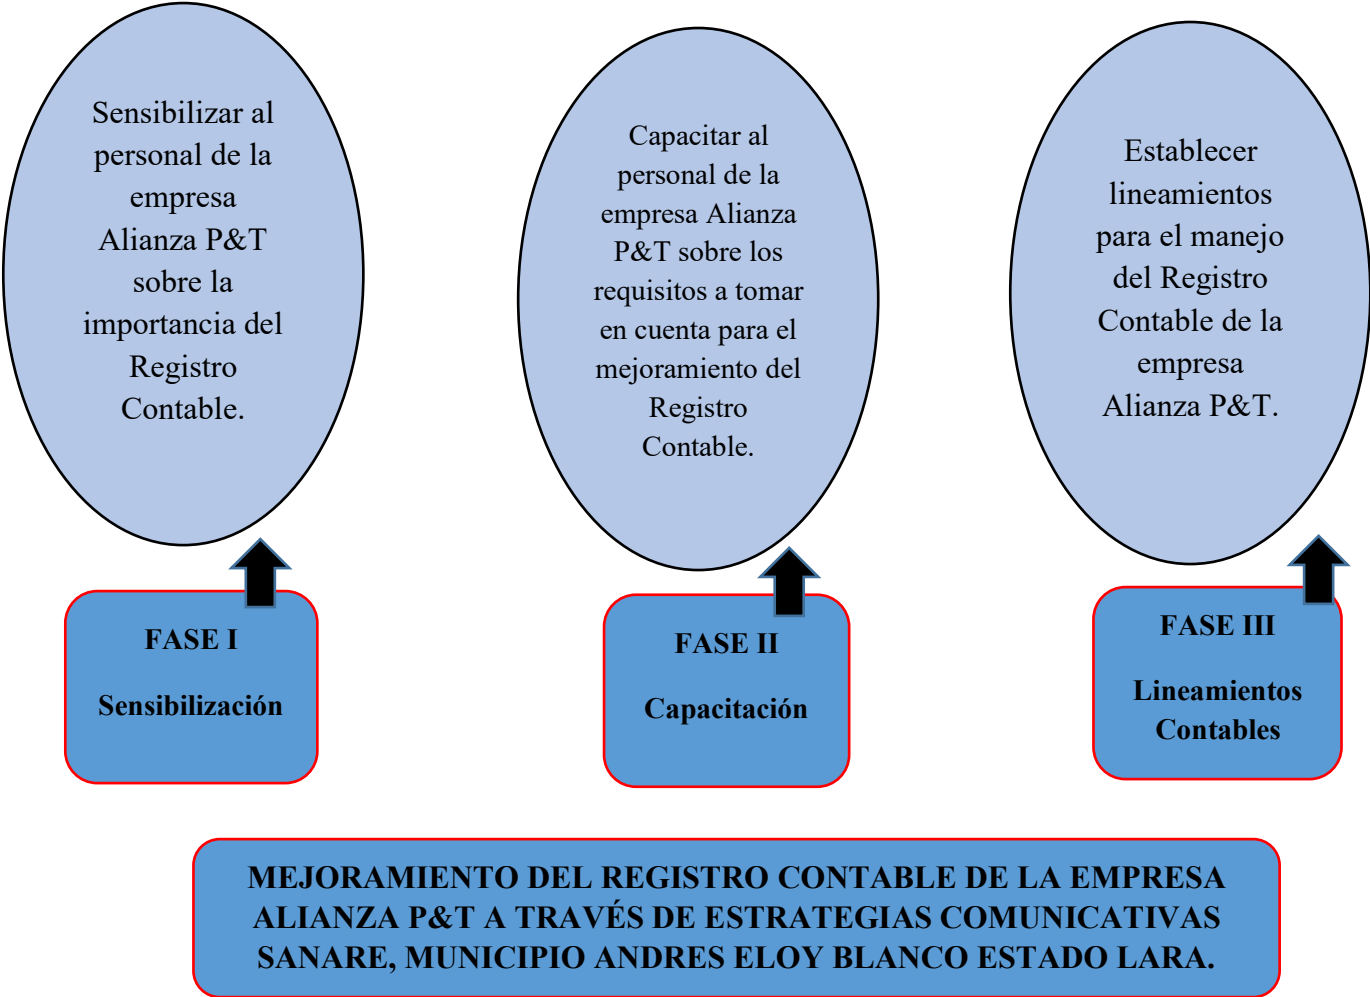 Sensibilizar al
personal de la
empresa
Alianza P&T
sobre la
importancia del
Registro
Contable.
Capacitar al
personal de la
empresa Alianza
P&T sobre los
requisitos a tomar
en cuenta para el
mejoramiento del
Registro
Contable.
Establecer
lineamientos
para el manejo
del Registro
Contable de la
empresa
Alianza P&T.
FASE I
Sensibilización
FASE II
Capacitación
FASE III
Lineamientos
Contables
MEJORAMIENTO DEL REGISTRO CONTABLE DE LA EMPRESA
ALIANZA P&T A TRAVÉS DE ESTRATEGIAS COMUNICATIVAS
SANARE, MUNICIPIO ANDRES ELOY BLANCO ESTADO LARA.